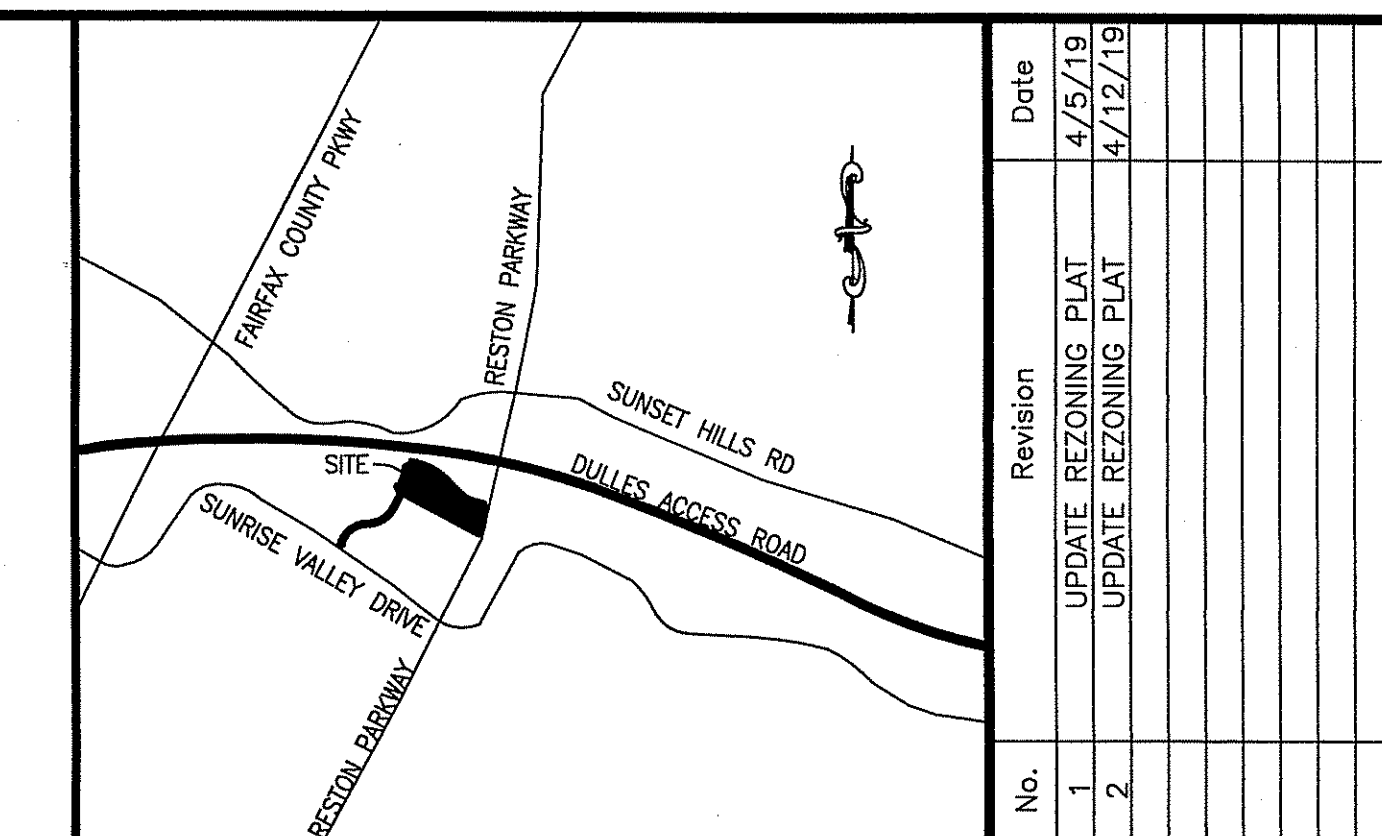 FAIRFAX COUNTY PKWY
RESTON PARKWAY
SUNSET HILLS RD
SITE
DULLES ACCESS ROAD
SUNRISE VALLEY DRIVE
RESTON PARKWAY
No. Revision Date
1 UPDATE REZONING PLAT 4/5/19
2 UPDATE REZONING PLAT 4/12/19